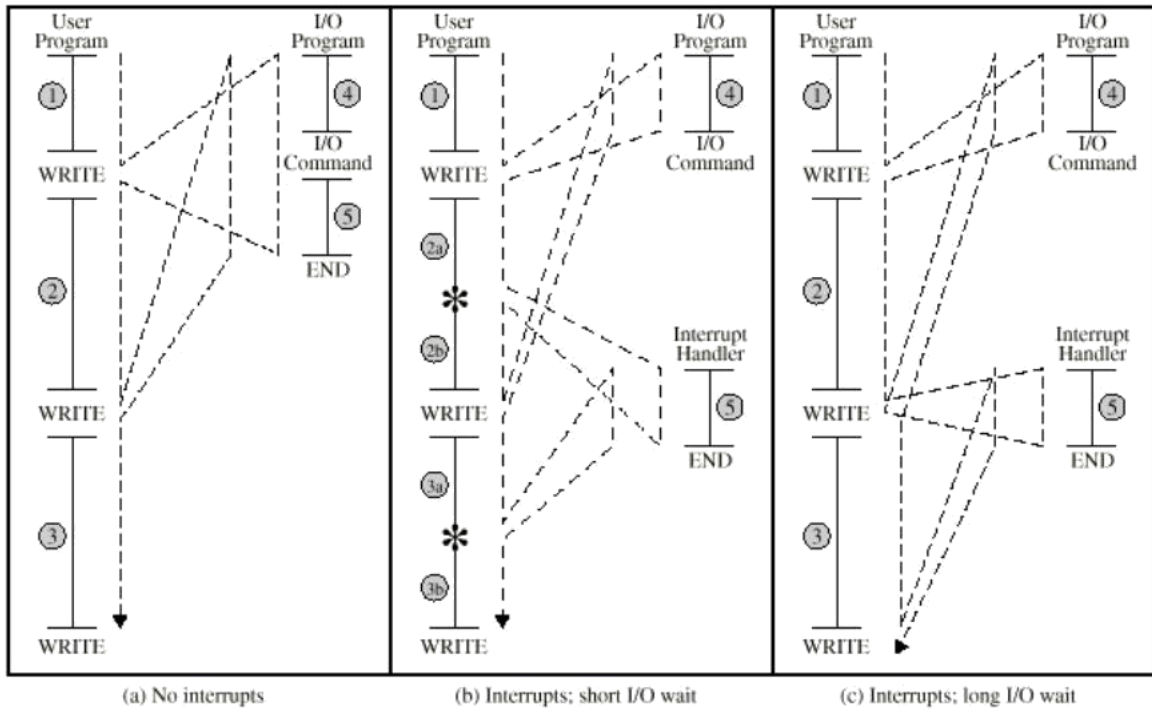 User
Program
I/O
Program
1
4
I/O
Command
WRITE
5
END
2
WRITE
3
WRITE
(a) No interrupts
User
Program
I/O
Program
1
4
I/O
Command
WRITE
2a
*
2b
Interrupt
Handler
5
END
WRITE
3a
*
3b
WRITE
(b) Interrupts; short I/O wait
User
Program
I/O
Program
1
4
I/O
Command
WRITE
2
Interrupt
Handler
5
END
WRITE
3
WRITE
(c) Interrupts; long I/O wait